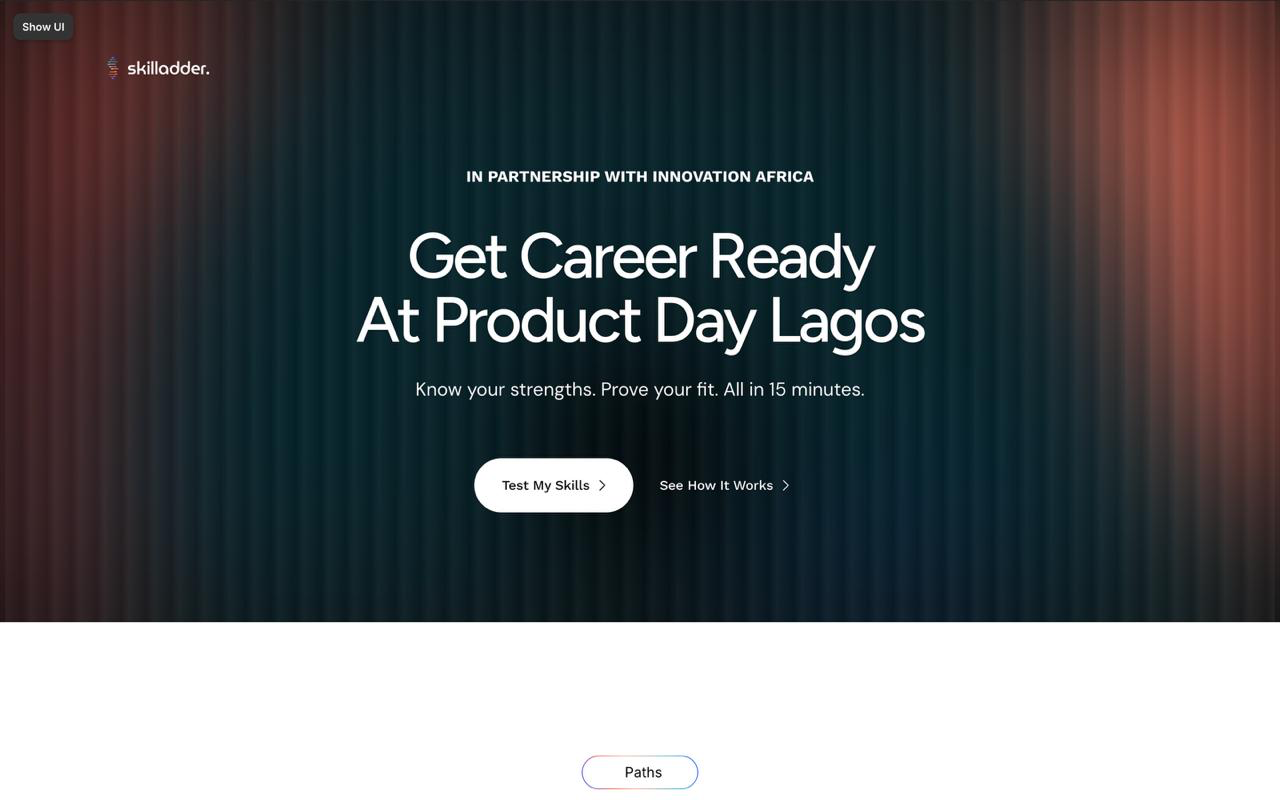 Show UI
skilladder.
IN PARTNERSHIP WITH INNOVATION AFRICA
Get Career Ready
At Product Day Lagos
Know your strengths. Prove your fit. All in 15 minutes.
Test My Skills
See How It Works
Paths